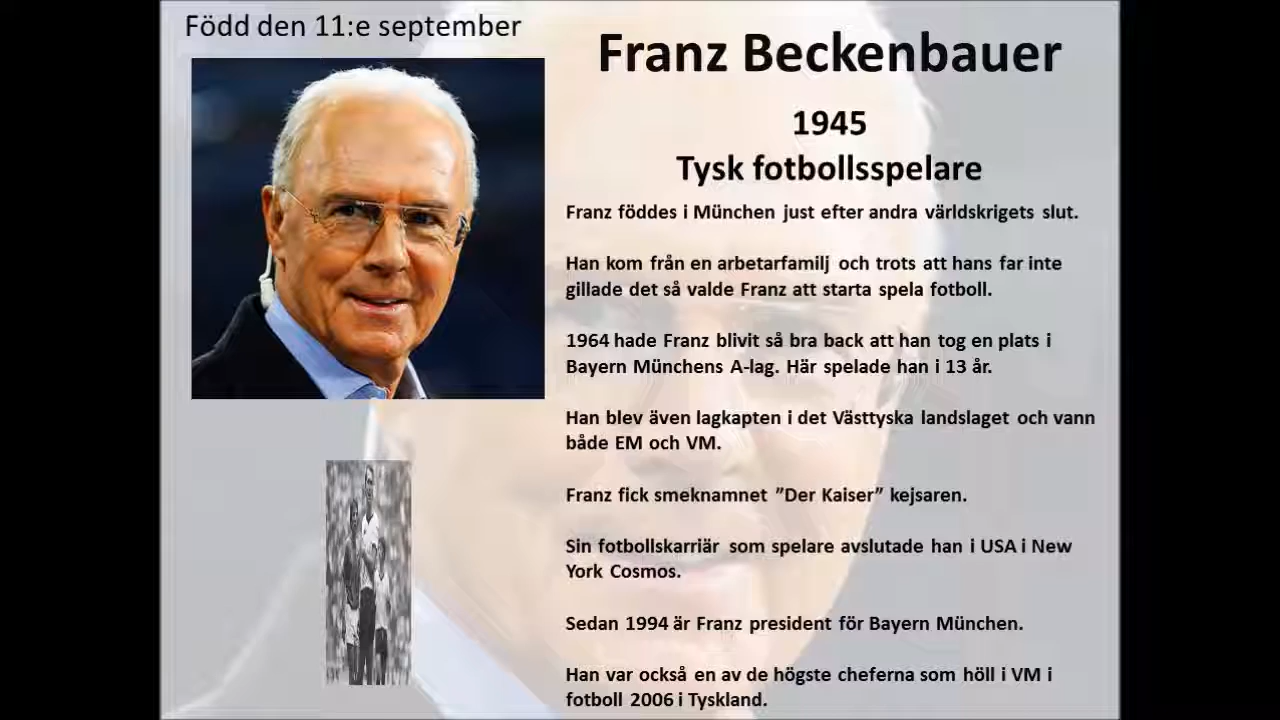 Född den 11:e september
Franz Beckenbauer
1945
Tysk fotbollsspelare
Franz föddes i München just efter andra världskrigets slut.
Han kom från en arbetarfamilj och trots att hans far inte
gillade det så valde Franz att starta spela fotboll.
1964 hade Franz blivit så bra back att han tog en plats i
Bayern Münchens A-lag. Här spelade han i 13 år.
Han blev även lagkapten i det Västtyska landslaget och vann
både EM och VM.
Franz fick smeknamnet ”Der Kaiser” kejsaren.
Sin fotbollskarriär som spelare avslutade han i USA i New
York Cosmos.
Sedan 1994 är Franz president för Bayern München.
Han var också en av de högste cheferna som höll i VM i
fotboll 2006 i Tyskland.